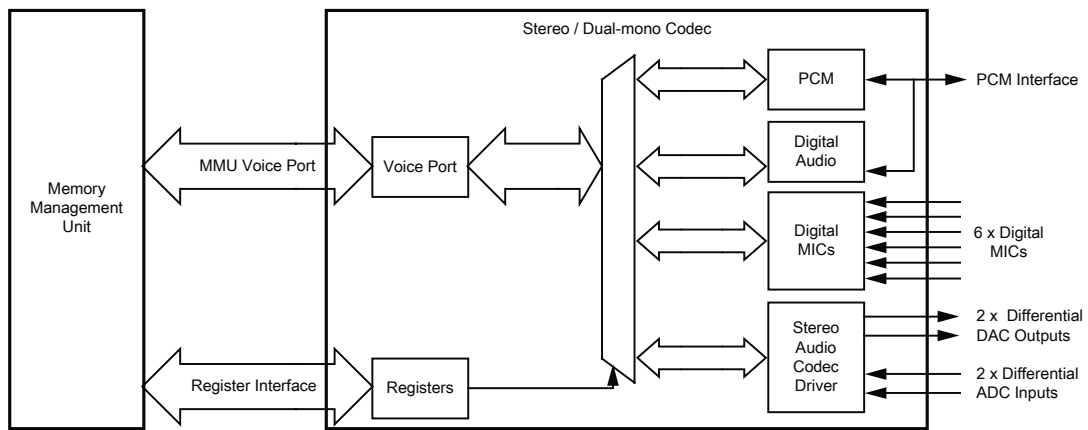 Stereo / Dual-mono Codec
PCM
PCM Interface
Digital
Audio
MMU Voice Port
Voice Port
Memory
Management
Unit
Digital
MICs
6 x Digital
MICs
Stereo
Audio
Codec
Driver
2 x Differential
DAC Outputs
2 x Differential
ADC Inputs
Register Interface
Registers